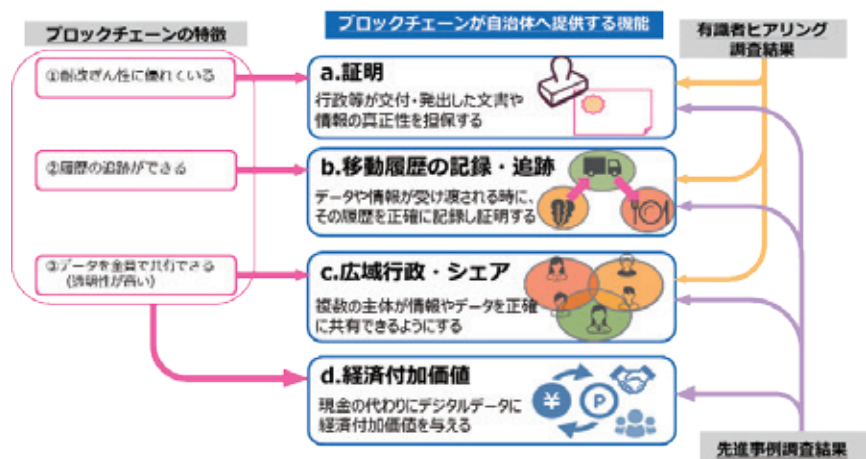 ブロックチェーンの特徴
ブロックチェーンが自治体へ提供する機能
有識者ヒアリング
調査結果
①耐改ざん性に優れている
a.証明
行政等が交付・発出した文書や
情報の真正性を担保する
②履歴の追跡ができる
b.移動履歴の記録・追跡
データや情報が受け渡される時に、
その履歴を正確に記録し証明する
③データを全員で共有できる
(透明性が高い)
c.広域行政・シェア
複数の主体が情報やデータを正確
に共有できるようにする
d.経済付加価値
現金の代わりにデジタルデータに
経済付加価値を与える
¥
P
先進事例調査結果